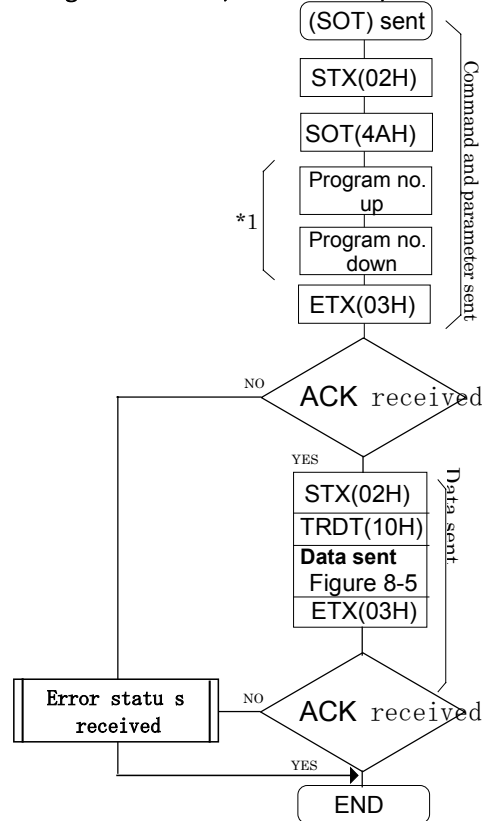 (SOT) sent
STX(02H)
SOT(4AH)
Program no.
up
*1
Program no.
down
ETX(03H)
Command and parameter sent
NO
ACK received
YES
STX(02H)
TRDT(10H)
Data sent
Figure 8-5
ETX(03H)
Data sent
Error statu s
received
NO
ACK received
YES
END